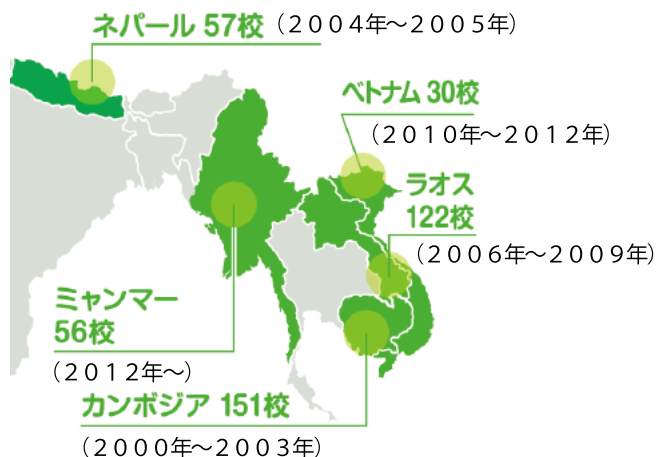 ネパール 57校（２００４年～２００５年）
ベトナム 30校
（２０１０年～２０１２年）
ラオス
122校
（２００６年～２００９年）
ミャンマー
56校
（２０１２年～）
カンボジア 151校
（２０００年～２００３年）